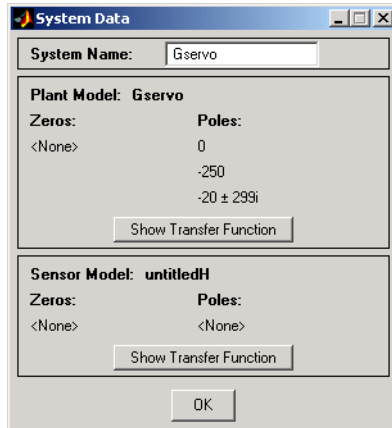 System Data
System Name: Gservo
Plant Model: Gservo
Zeros: Poles:
<None> 0
-250
-20 ± 299i
Show Transfer Function
Sensor Model: untitledH
Zeros: Poles:
<None> <None>
Show Transfer Function
OK